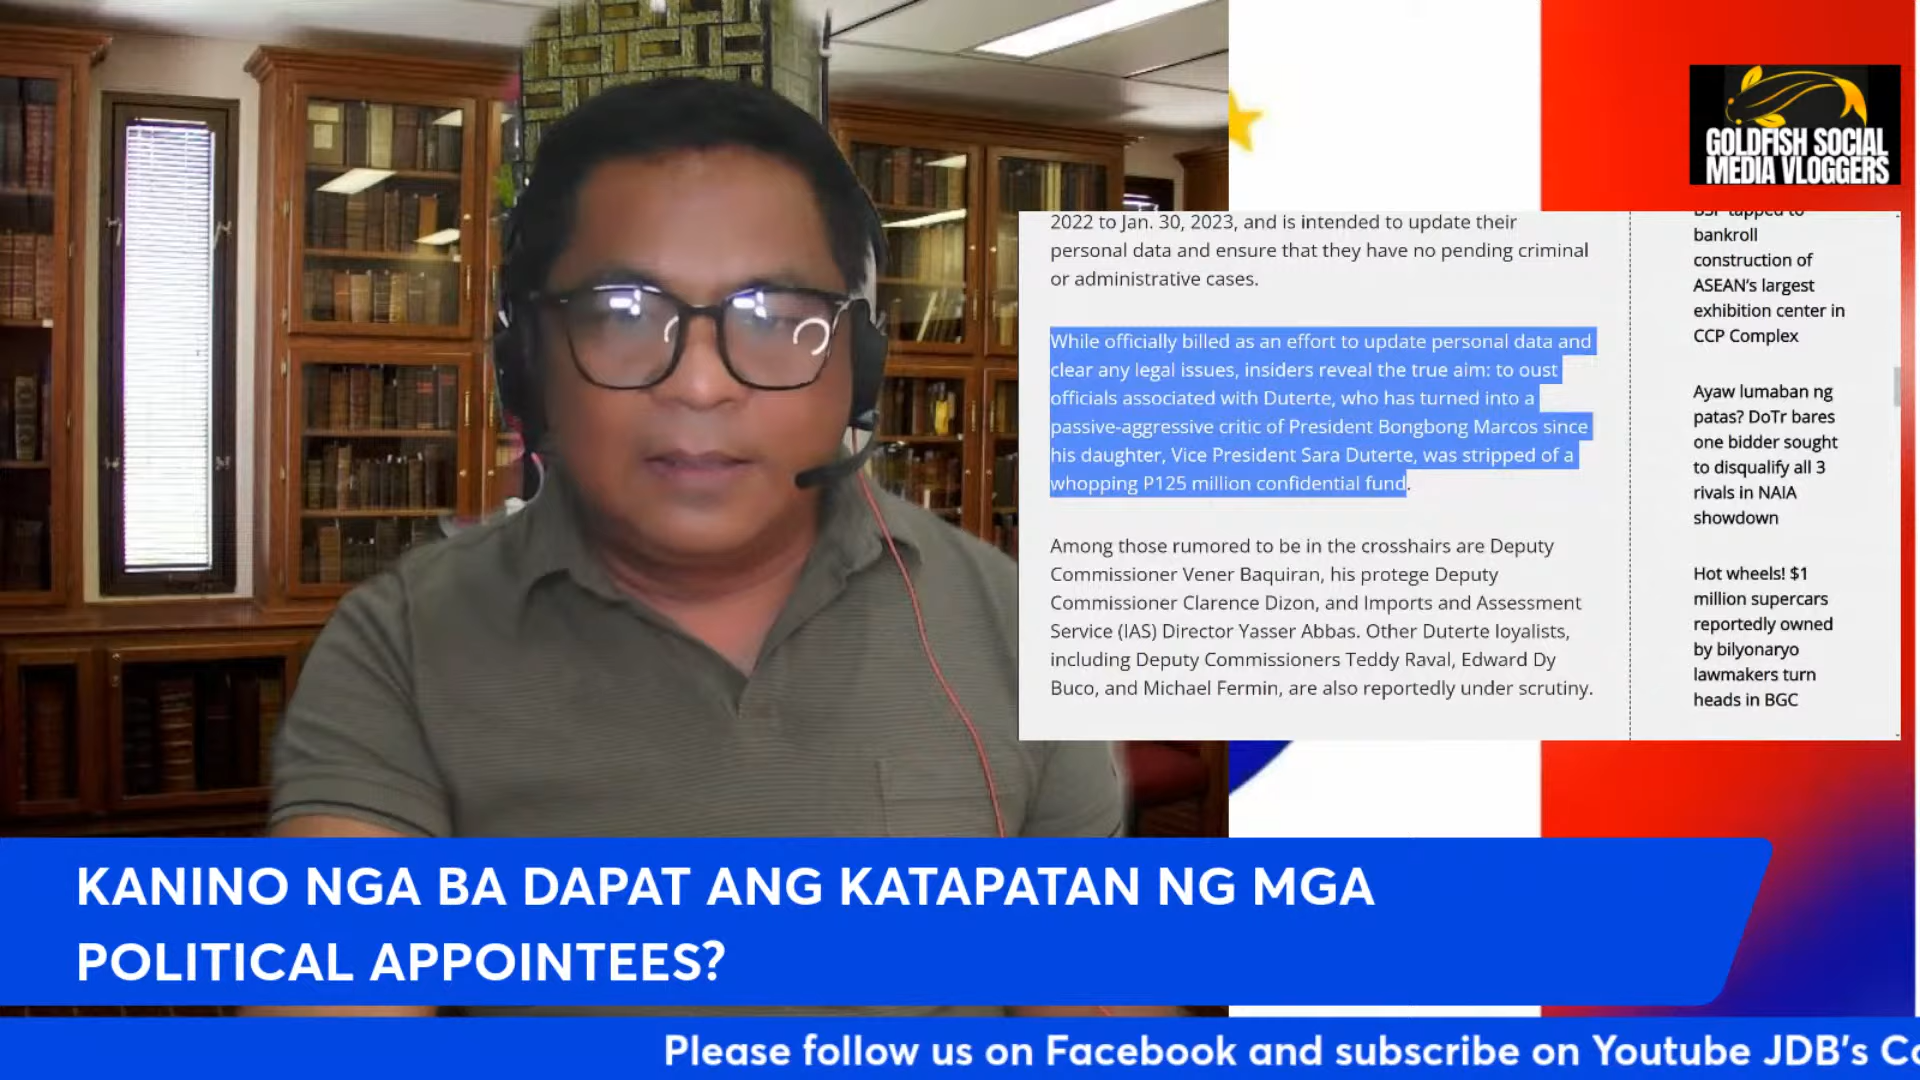 GOLDFISH SOCIAL
MEDIA VLOGGERS
2022 to Jan. 30, 2023, and is intended to update their
personal data and ensure that they have no pending criminal
or administrative cases.
While officially billed as an effort to update personal data and
clear any legal issues, insiders reveal the true aim: to oust
officials associated with Duterte, who has turned into a
passive-aggressive critic of President Bongbong Marcos since
his daughter, Vice President Sara Duterte, was stripped of a
whopping P125 million confidential fund.
Among those rumored to be in the crosshairs are Deputy
Commissioner Vener Baquiran, his protege Deputy
Commissioner Clarence Dizon, and Imports and Assessment
Service (IAS) Director Yasser Abbas. Other Duterte loyalists,
including Deputy Commissioners Teddy Raval, Edward Dy
Buco, and Michael Fermin, are also reportedly under scrutiny.
BSP tapped to
bankroll
construction of
ASEAN's largest
exhibition center in
CCP Complex
Ayaw lumaban ng
patas? DoTr bares
one bidder sought
to disqualify all 3
rivals in NAIA
showdown
Hot wheels! $1
million supercars
reportedly owned
by bilyonaryo
lawmakers turn
heads in BGC
KANINO NGA BA DAPAT ANG KATAPATAN NG MGA
POLITICAL APPOINTEES?
Please follow us on Facebook and subscribe on Youtube JDB's